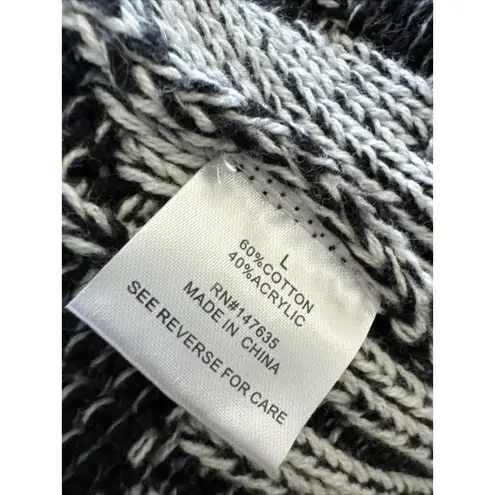 L
60%COTTON
40%ACRYLIC
RN#147635
MADE IN CHINA
SEE REVERSE FOR CARE